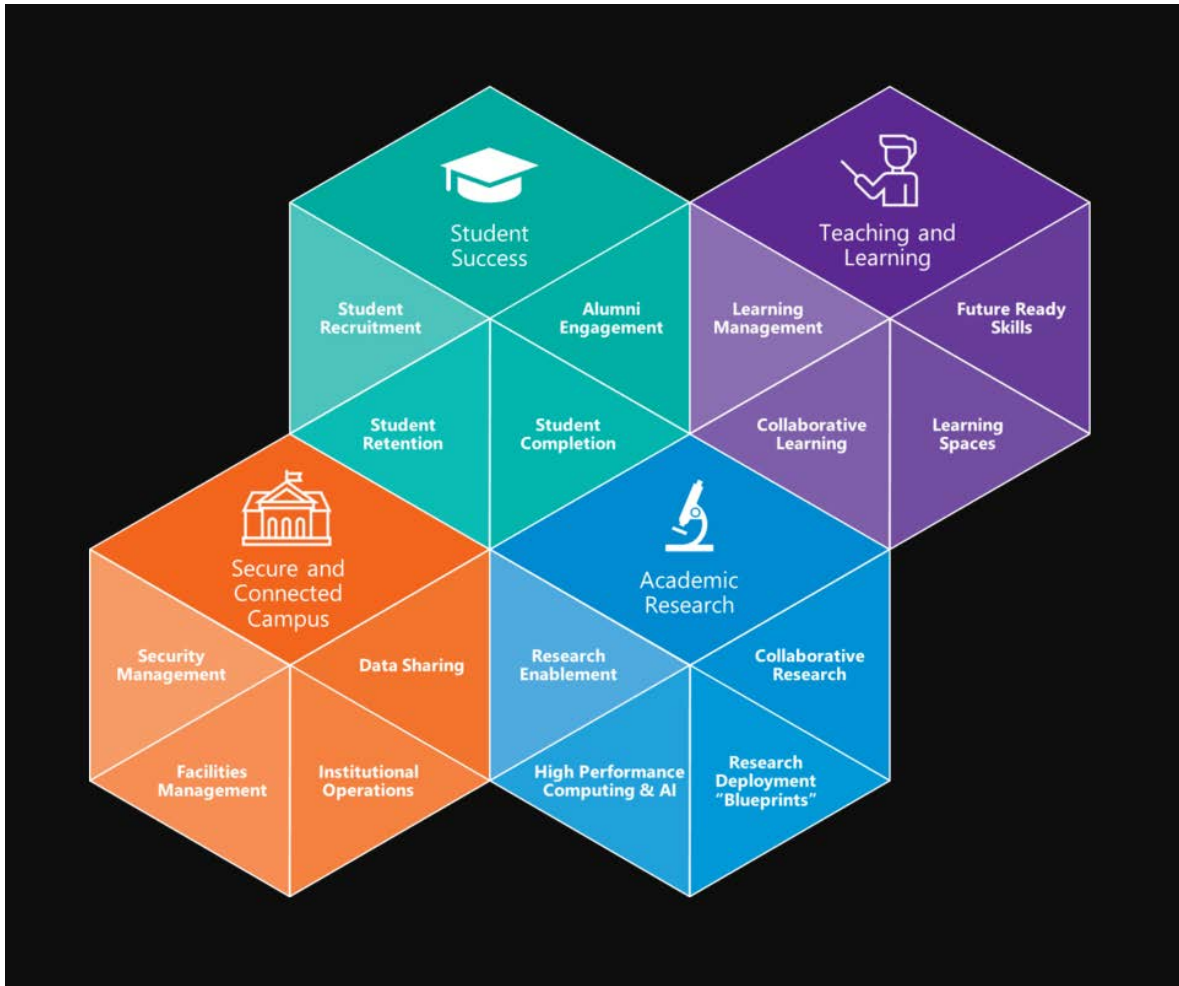 Student
Success
Student
Recruitment
Alumni
Engagement
Student
Retention
Student
Completion
Teaching and
Learning
Learning
Management
Future Ready
Skills
Collaborative
Learning
Learning
Spaces
Secure and
Connected
Campus
Security
Management
Data Sharing
Facilities
Management
Institutional
Operations
Academic
Research
Research
Enablement
Collaborative
Research
High Performance
Computing & AI
Research
Deployment
“Blueprints”